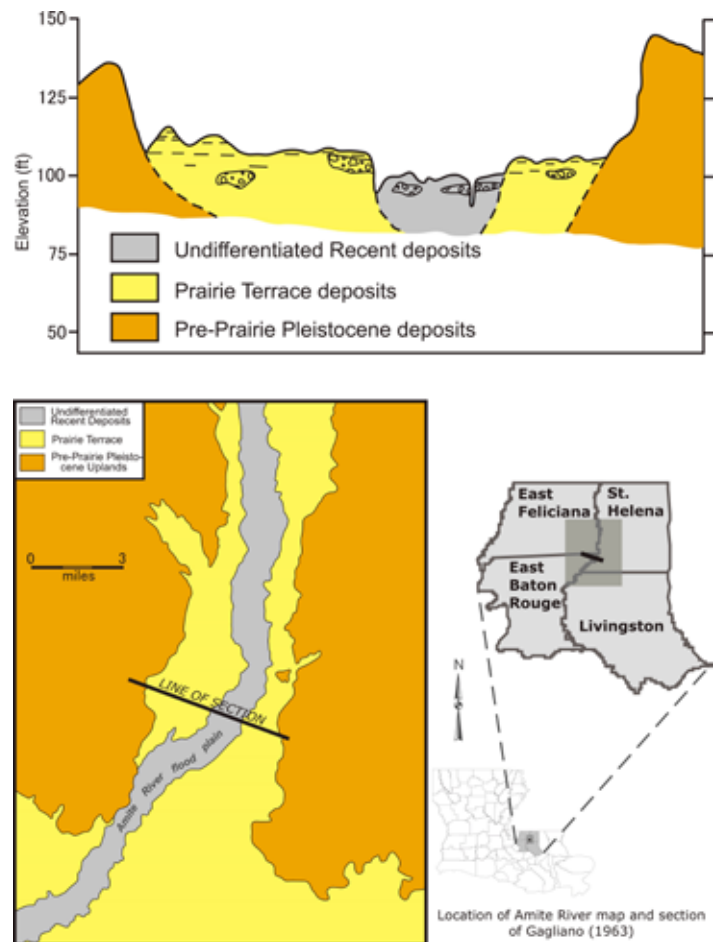 150
125
100
75
50
Elevation (ft)
Undifferentiated Recent deposits
Prairie Terrace deposits
Pre-Prairie Pleistocene deposits
Undifferentiated
Recent Deposits
Prairie Terrace
Pre-Prairie Pleisto-
cene Uplands
0 3
miles
LINE OF SECTION
Amite River flood plain
East
Feliciana
St.
Helena
East
Baton
Rouge
Livingston
N
Location of Amite River map and section
of Gagliano (1963)